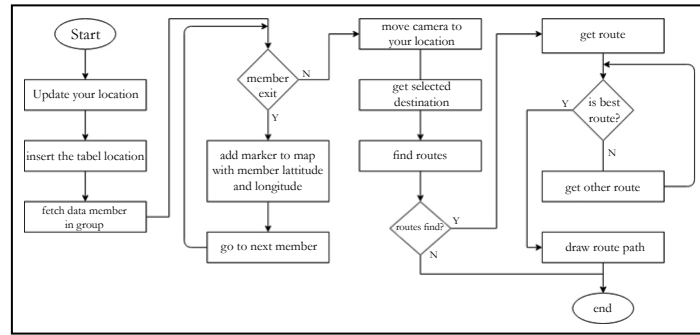 Start
Update your location
insert the tabel location
fetch data member
in group
member
exit
N
Y
add marker to map
with member lattitude
and longitude
go to next member
move camera to
your location
get selected
destination
find routes
routes find?
Y
N
get route
is best
route?
Y
N
get other route
draw route path
end